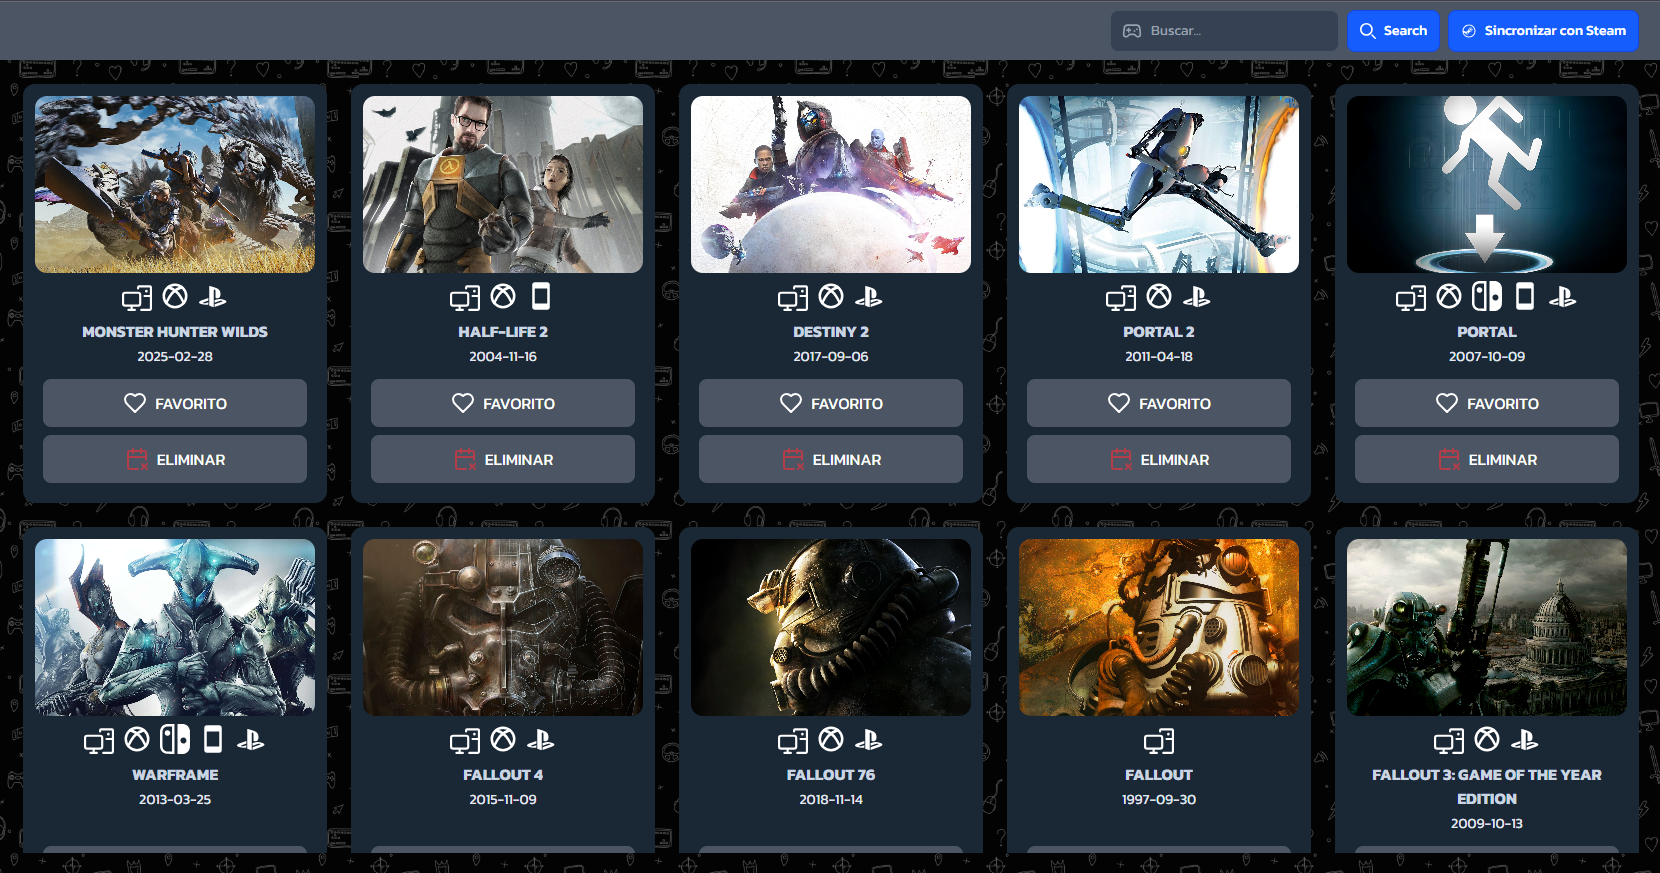 Buscar...
Search
Sincronizar con Steam
MONSTER HUNTER WILDS
2025-02-28
FAVORITO
ELIMINAR
HALF-LIFE 2
2004-11-16
FAVORITO
ELIMINAR
DESTINY 2
2017-09-06
FAVORITO
ELIMINAR
PORTAL 2
2011-04-18
FAVORITO
ELIMINAR
PORTAL
2007-10-09
FAVORITO
ELIMINAR
WARFRAME
2013-03-25
FALLOUT 4
2015-11-09
FALLOUT 76
2018-11-14
FALLOUT
1997-09-30
FALLOUT 3: GAME OF THE YEAR
EDITION
2009-10-13